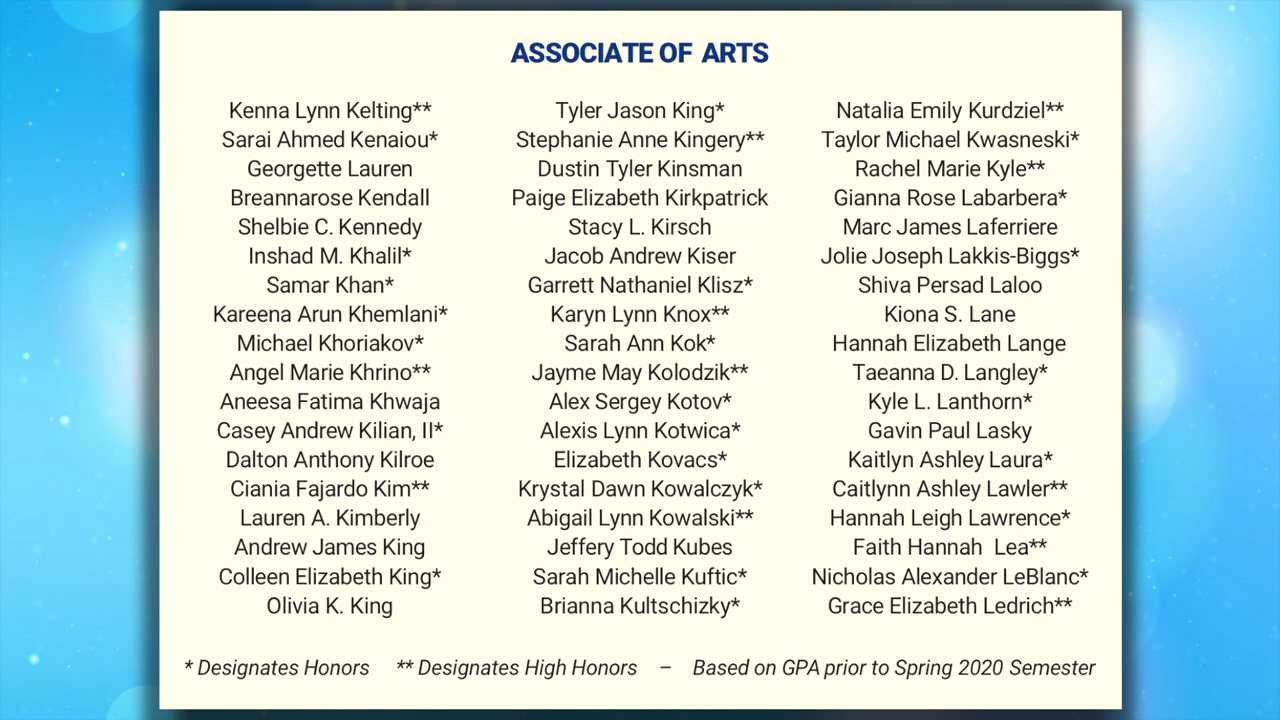 ASSOCIATE OF ARTS
Kenna Lynn Kelting**
Sarai Ahmed Kenaiou*
Georgette Lauren
Breannarose Kendall
Shelbie C. Kennedy
Inshad M. Khalil*
Samar Khan*
Kareena Arun Khemlani*
Michael Khoriakov*
Angel Marie Khrino**
Aneesa Fatima Khwaja
Casey Andrew Kilian, II*
Dalton Anthony Kilroe
Ciania Fajardo Kim**
Lauren A. Kimberly
Andrew James King
Colleen Elizabeth King*
Olivia K. King
Tyler Jason King*
Stephanie Anne Kingery**
Dustin Tyler Kinsman
Paige Elizabeth Kirkpatrick
Stacy L. Kirsch
Jacob Andrew Kiser
Garrett Nathaniel Klisz*
Karyn Lynn Knox**
Sarah Ann Kok*
Jayme May Kolodzik**
Alex Sergey Kotov*
Alexis Lynn Kotwica*
Elizabeth Kovacs*
Krystal Dawn Kowalczyk*
Abigail Lynn Kowalski**
Jeffery Todd Kubes
Sarah Michelle Kuftic*
Brianna Kultschizky*
Natalia Emily Kurdziel**
Taylor Michael Kwasneski*
Rachel Marie Kyle**
Gianna Rose Labarbera*
Marc James Laferriere
Jolie Joseph Lakkis-Biggs*
Shiva Persad Laloo
Kiona S. Lane
Hannah Elizabeth Lange
Taeanna D. Langley*
Kyle L. Lanthorn*
Gavin Paul Lasky
Kaitlyn Ashley Laura*
Caitlynn Ashley Lawler**
Hannah Leigh Lawrence*
Faith Hannah  Lea**
Nicholas Alexander LeBlanc*
Grace Elizabeth Ledrich**
* Designates Honors ** Designates High Honors – Based on GPA prior to Spring 2020 Semester